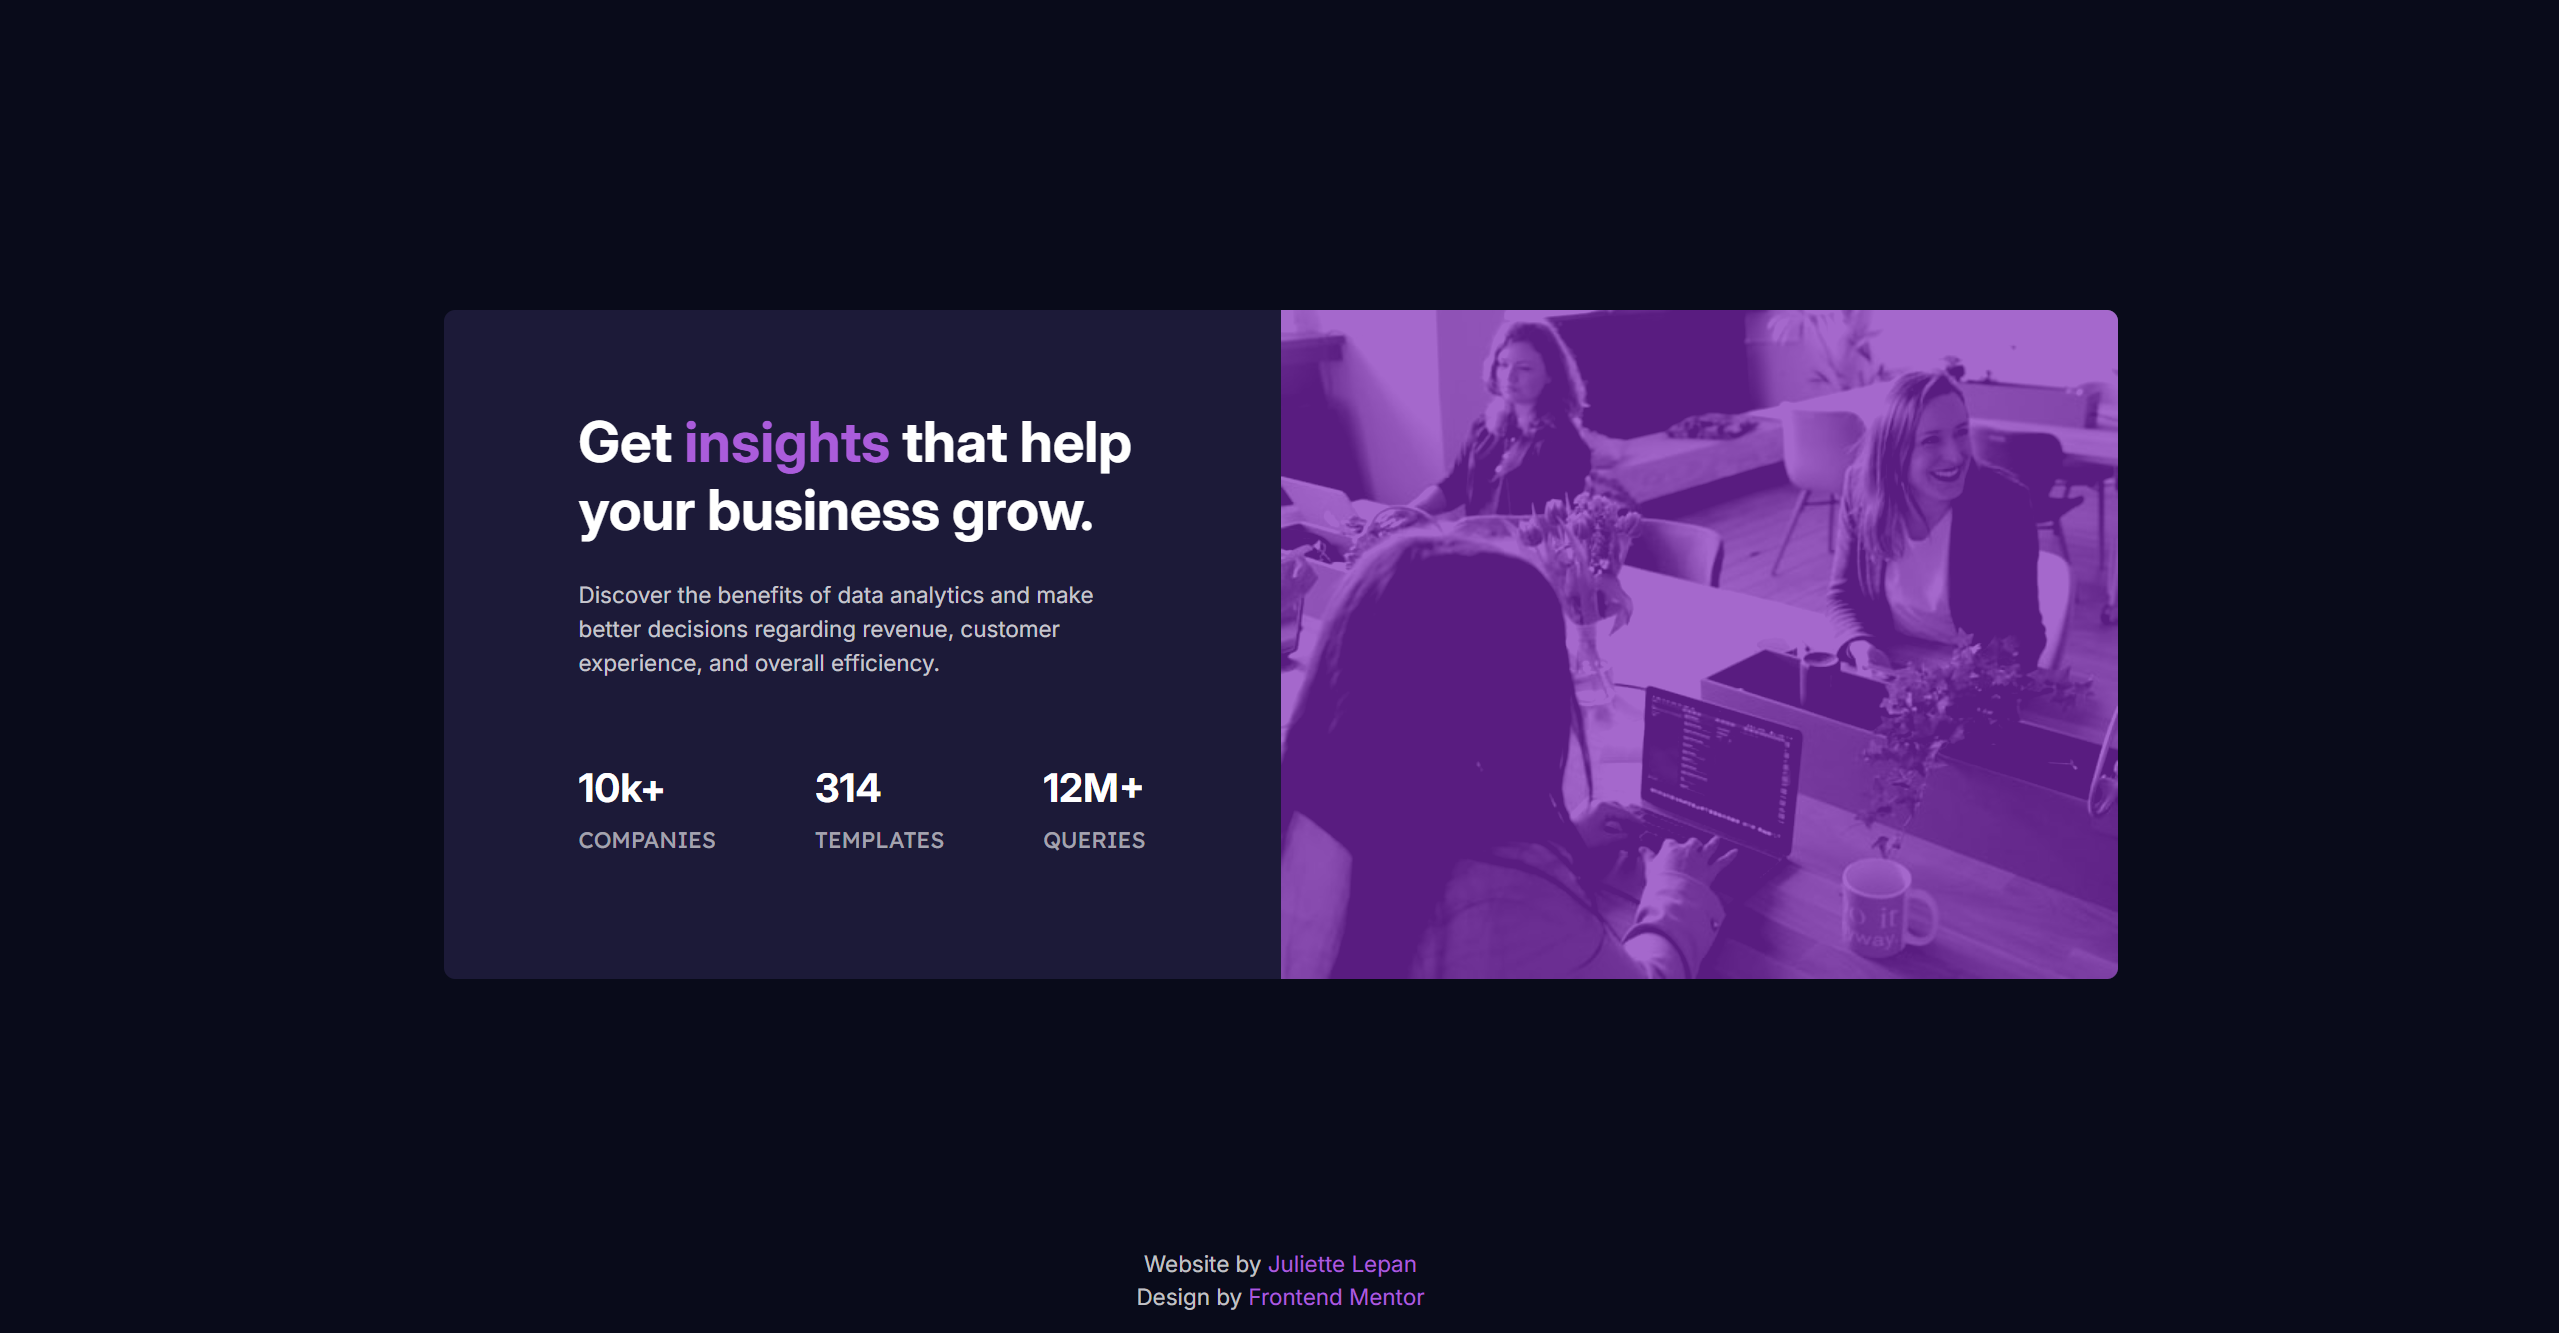 Get insights that help
your business grow.
Discover the benefits of data analytics and make
better decisions regarding revenue, customer
experience, and overall efficiency.
10k+ 314 12M+
COMPANIES TEMPLATES QUERIES
Website by Juliette Lepan
Design by Frontend Mentor